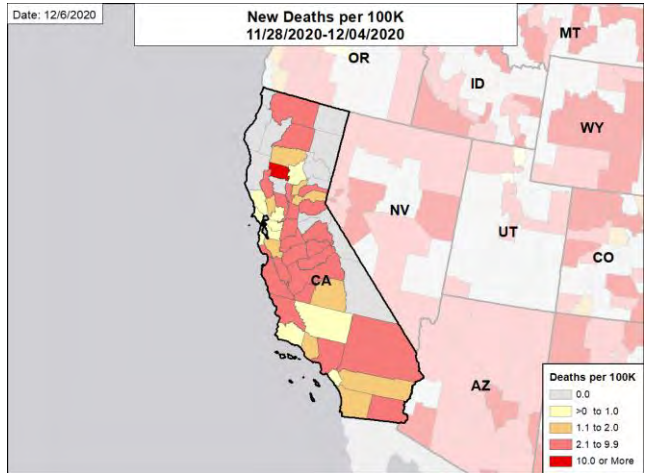 Date: 12/6/2020
New Deaths per 100K
11/28/2020-12/04/2020
MT
OR
ID
WY
NV
UT
CO
CA
AZ
Deaths per 100K
0.0
>0 to 1.0
1.1 to 2.0
2.1 to 9.9
10.0 or More